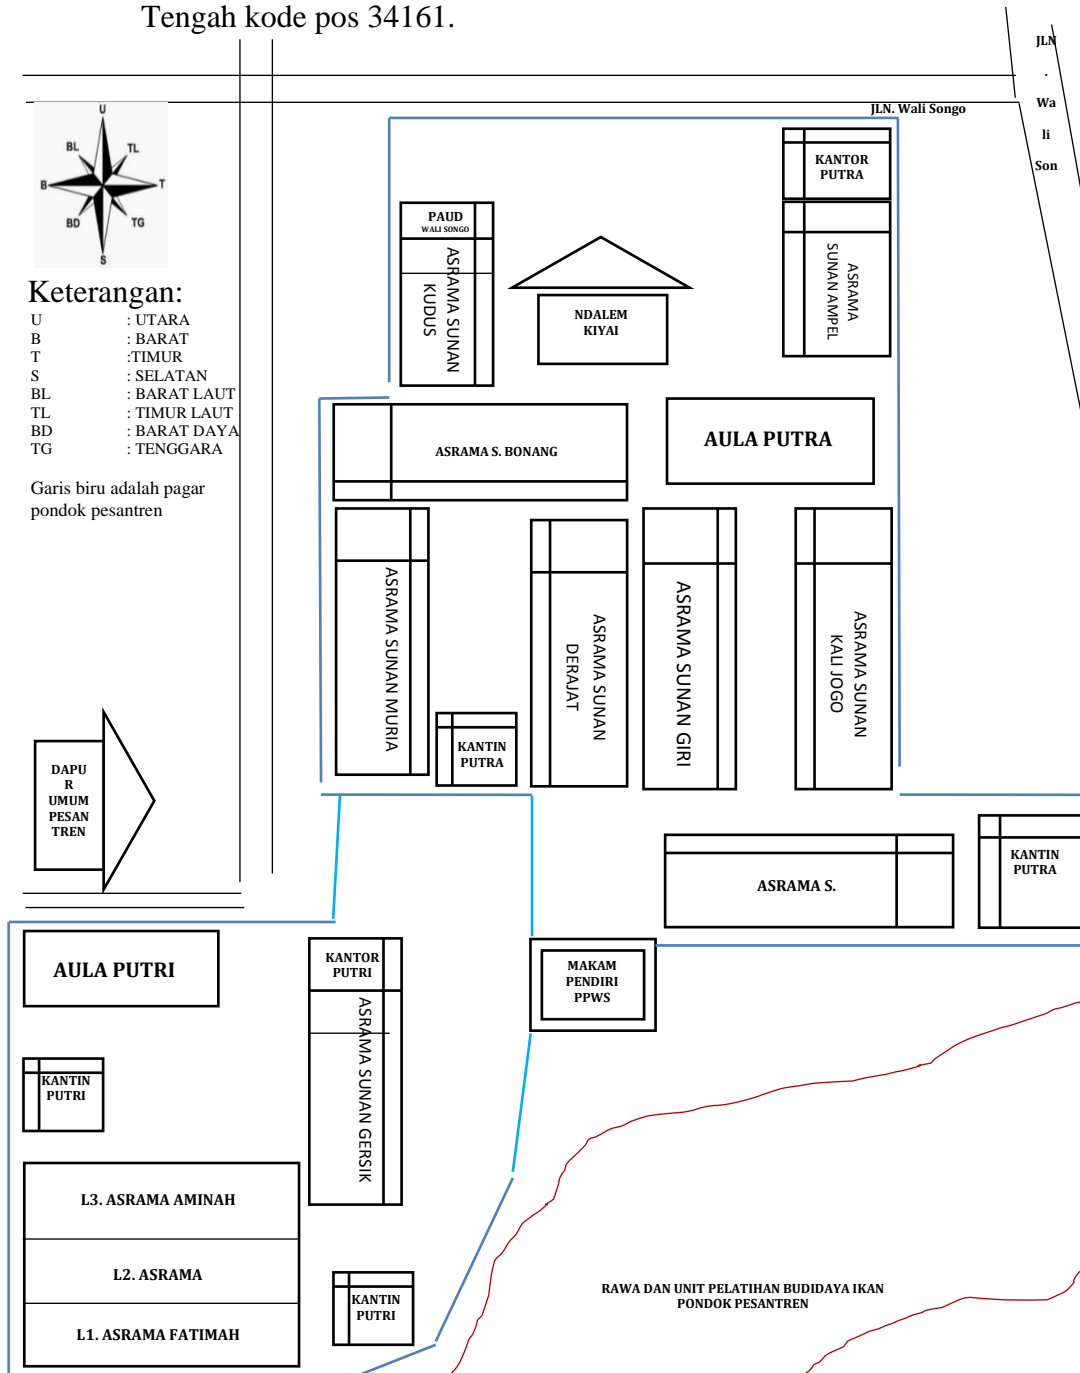 Tengah kode pos 34161.
JLN
.
Wa
li
Son
JLN. Wali Songo
U
BL
TL
B
T
BD
TG
S
KANTOR
PUTRA
PAUD
WALI SONGO
ASRAMA SUNAN
KUDUS
NDALEM
KIYAI
ASRAMA
SUNAN AMPEL
Keterangan:
U : UTARA
B : BARAT
T :TIMUR
S : SELATAN
BL : BARAT LAUT
TL : TIMUR LAUT
BD : BARAT DAYA
TG : TENGGARA
Garis biru adalah pagar
pondok pesantren
ASRAMA S. BONANG
AULA PUTRA
ASRAMA SUNAN MURIA
KANTIN
PUTRA
ASRAMA SUNAN
DERAJAT
ASRAMA SUNAN GIRI
ASRAMA SUNAN
KALI JOGO
DAPU
R
UMUM
PESAN
TREN
ASRAMA S.
KANTIN
PUTRA
AULA PUTRI
KANTOR
PUTRI
ASRAMA SUNAN GERSIK
MAKAM
PENDIRI
PPWS
KANTIN
PUTRI
L3. ASRAMA AMINAH
L2. ASRAMA
L1. ASRAMA FATIMAH
KANTIN
PUTRI
RAWA DAN UNIT PELATIHAN BUDIDAYA IKAN
PONDOK PESANTREN